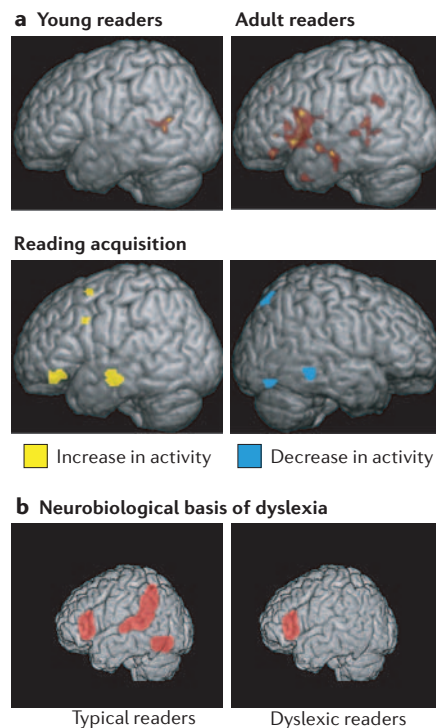 a Young readers
Adult readers
Reading acquisition
Increase in activity
Decrease in activity
b Neurobiological basis of dyslexia
Typical readers
Dyslexic readers